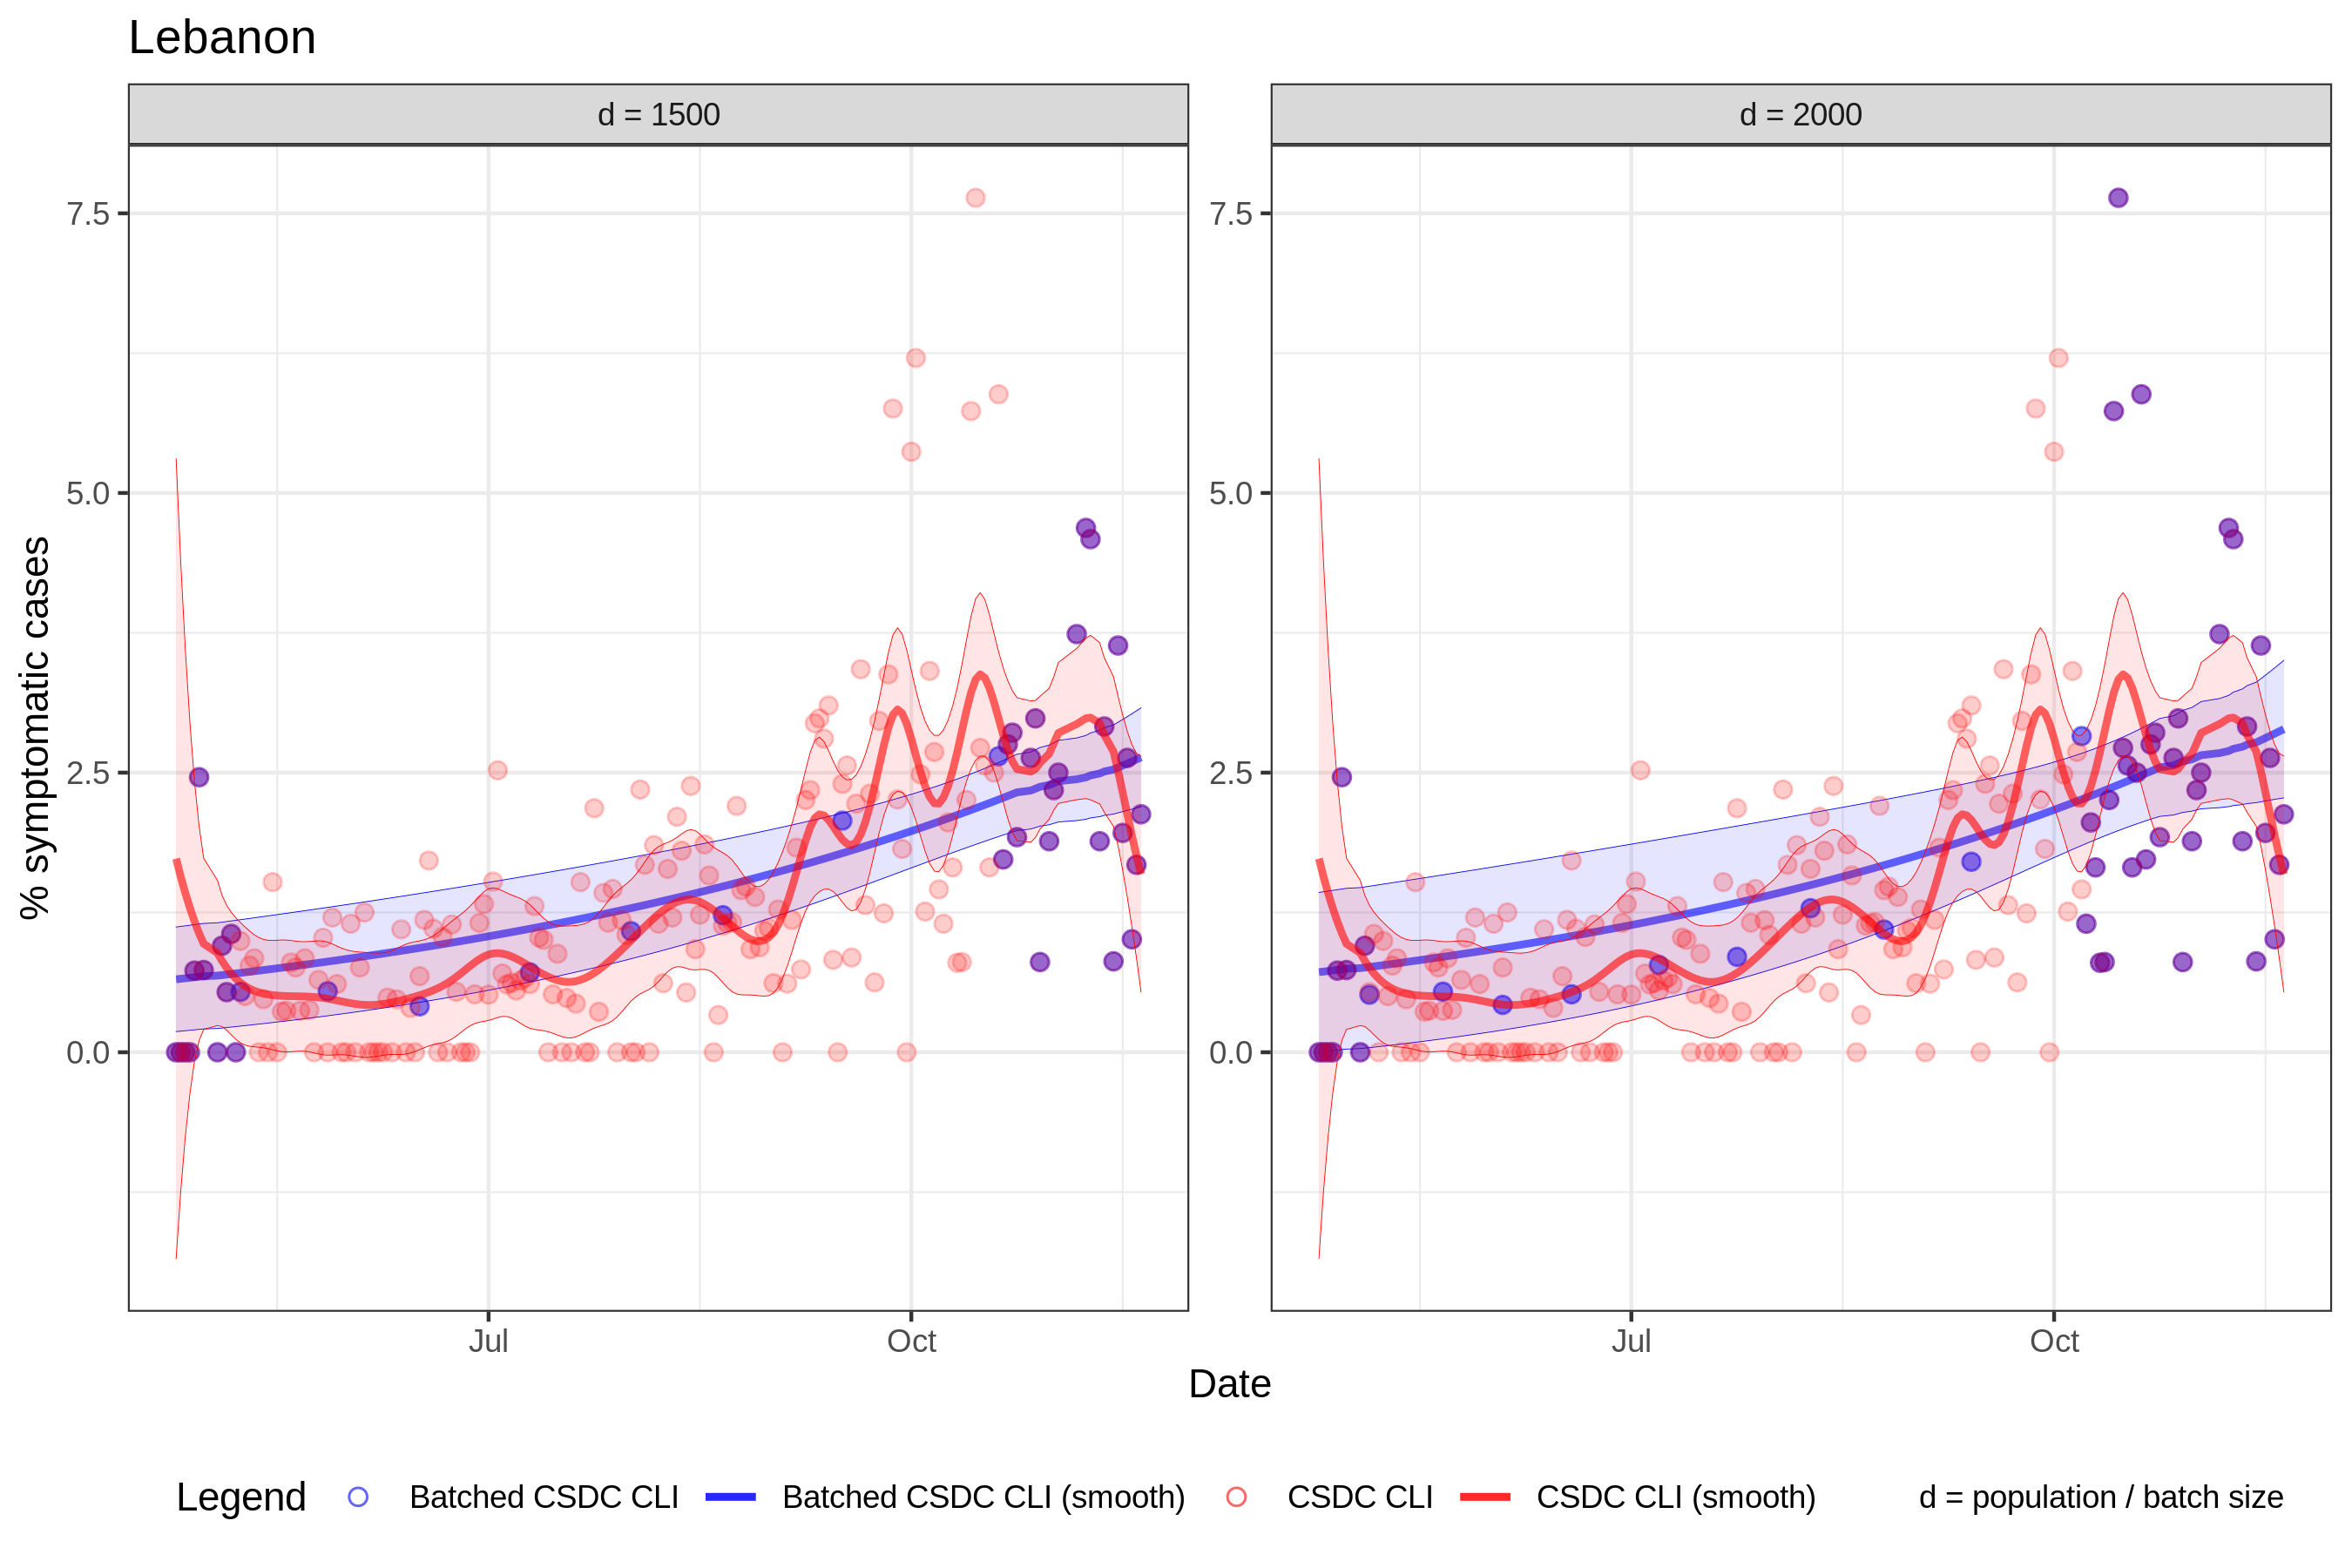 Lebanon
d = 1500
d = 2000
% symptomatic cases
7.5
5.0
2.5
0.0
7.5
5.0
2.5
0.0
Jul
Oct
Jul
Oct
Date
Legend
Batched CSDC CLI
Batched CSDC CLI (smooth)
CSDC CLI
CSDC CLI (smooth)
d = population / batch size